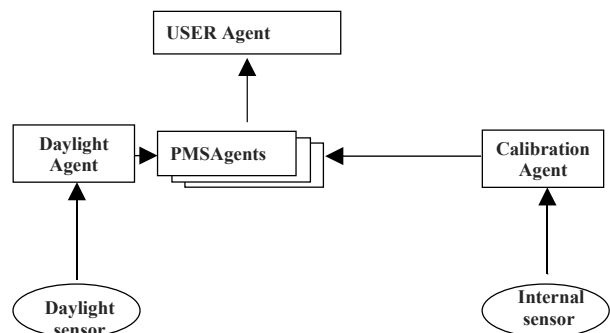 USER Agent
Daylight
Agent
PMSAgents
Calibration
Agent
Daylight
sensor
Internal
sensor